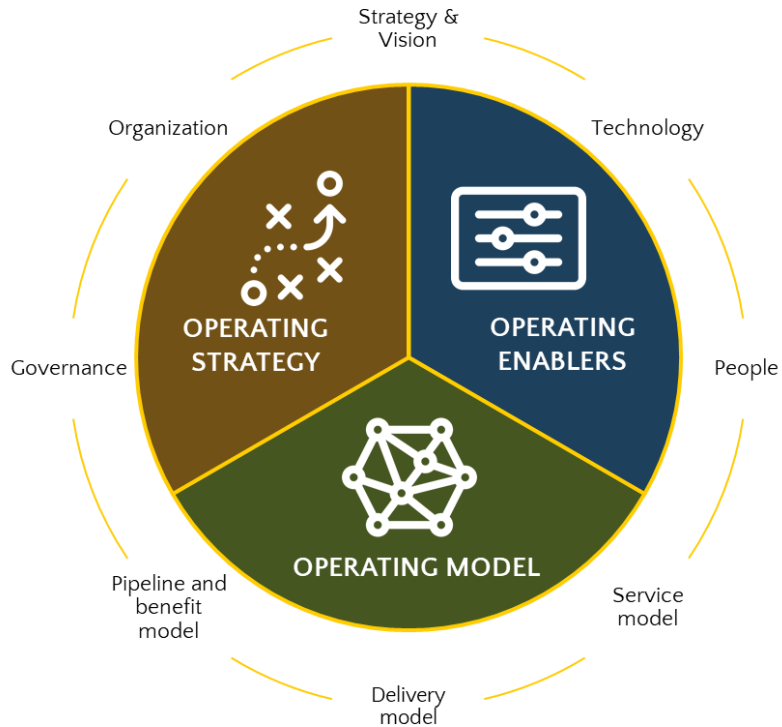 Strategy &
Vision
Organization
Technology
OPERATING
STRATEGY
OPERATING
ENABLERS
Governance
People
OPERATING MODEL
Pipeline and
benefit
model
Service
model
Delivery
model